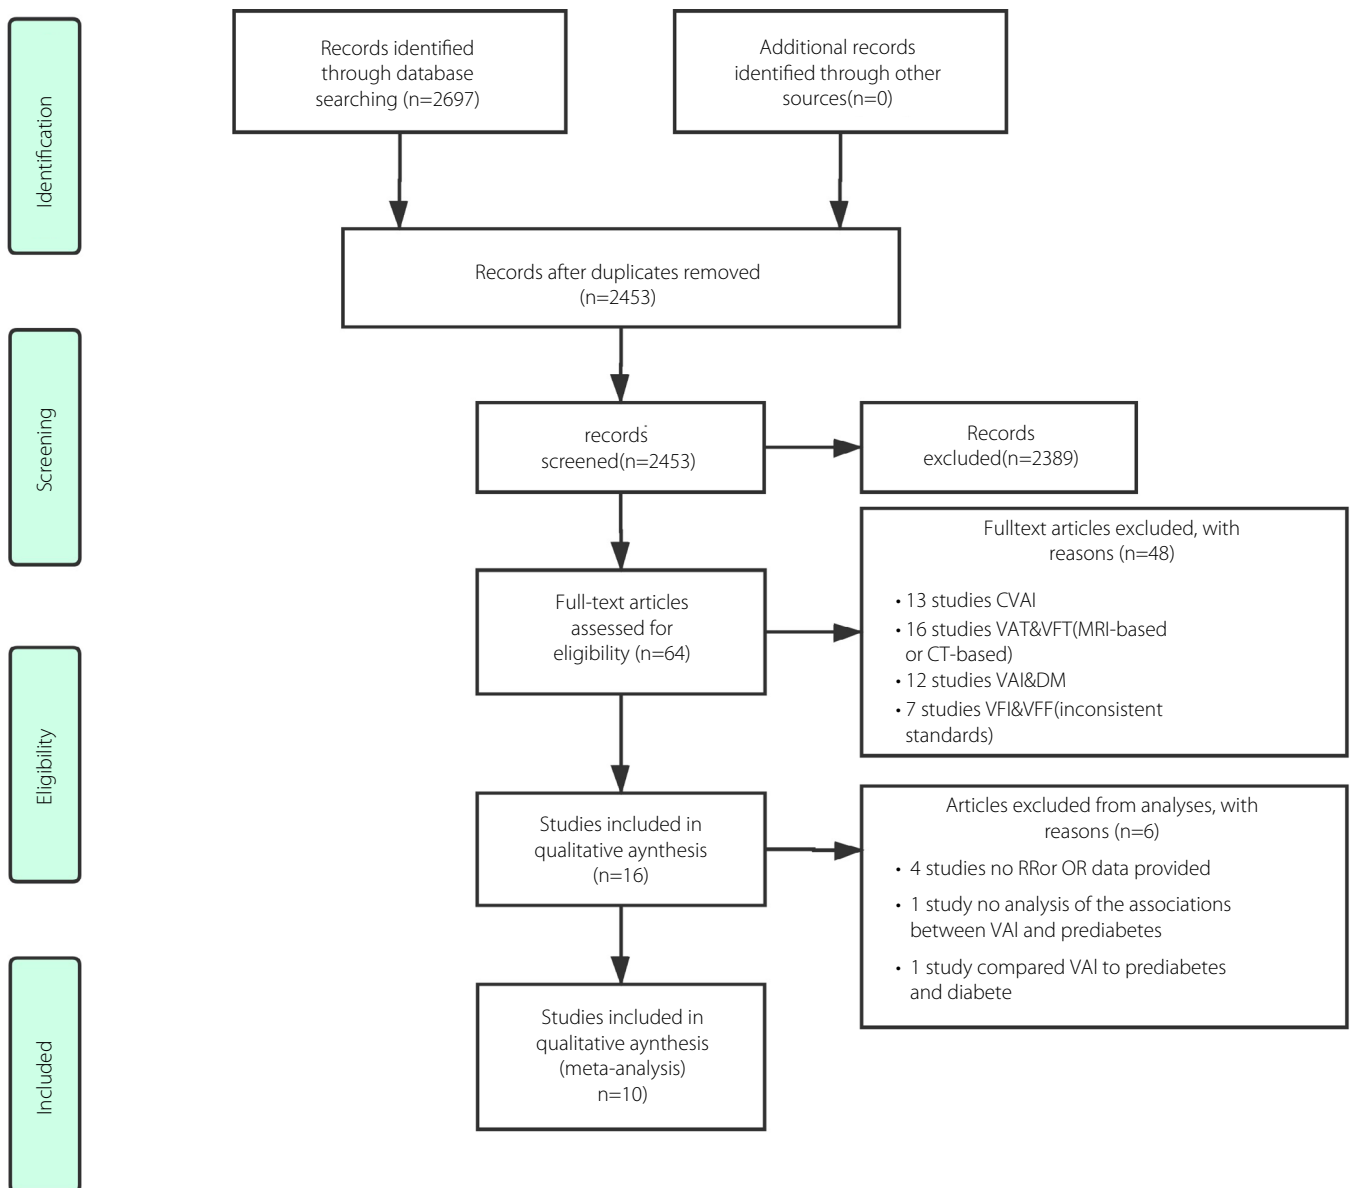 Identification
Records identified
through database
searching (n=2697)
Additional records
identified through other
sources(n=0)
Records after duplicates removed
(n=2453)
Screening
records
screened(n=2453)
Records
excluded(n=2389)
Full-text articles
assessed for
eligibility (n=64)
Fulltext articles excluded, with
reasons (n=48)
• 13 studies CVAI
• 16 studies VAT&VFT(MRI-based
or CT-based)
• 12 studies VAI&DM
• 7 studies VFI&VFF(inconsistent
standards)
Eligibility
Studies included in
qualitative aynthesis
(n=16)
Articles excluded from analyses, with
reasons (n=6)
• 4 studies no RRor OR data provided
• 1 study no analysis of the associations
between VAl and prediabetes
• 1 study compared VAl to prediabetes
and diabete
Included
Studies included in
qualitative aynthesis
(meta-analysis)
n=10)